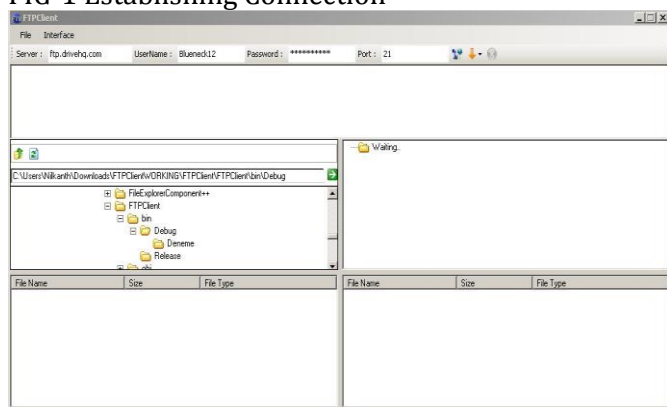 FIG-1 Establishing Connection
FTPClient
File Interface
Server : ftp.drivehq.com UserName : Blueneck12 Password : ********** Port : 21
Waiting..
C:\Users\Nilkanth\Downloads\FTPClient\WORKING\FTPClient\FTPClient\bin\Debug
FileExplorerComponent++
FTPClient
bin
Debug
Deneme
Release
obj
File Name Size File Type
File Name Size File Type